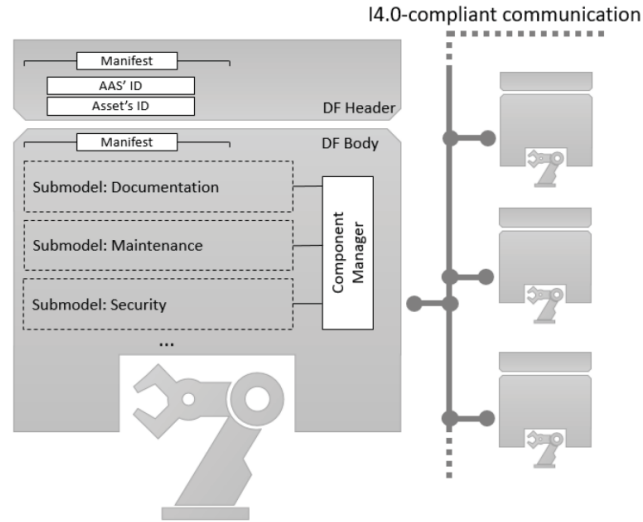 I4.0-compliant communication
Manifest
AAS' ID
Asset's ID
DF Header
Manifest
DF Body
Submodel: Documentation
Submodel: Maintenance
Submodel: Security
...
Component
Manager